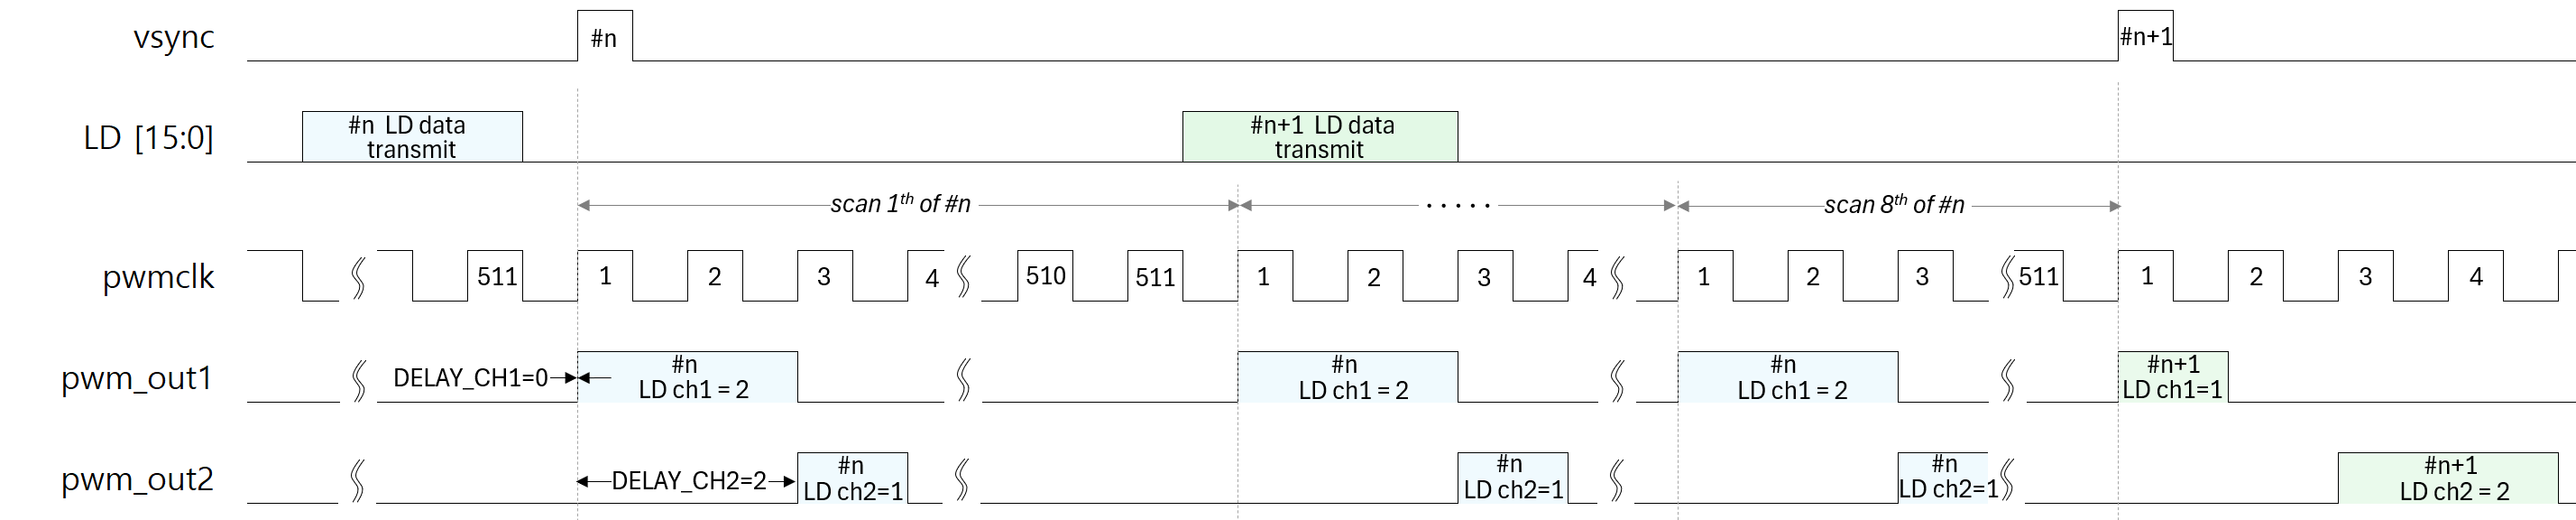 vsync
#n
#n+1
LD [15:0]
#n LD data
transmit
#n+1 LD data
transmit
scan 1th of #n
. . . . .
scan 8th of #n
pwmclk
511
1
2
3
4
510
511
1
2
3
4
1
2
3
511
1
2
3
4
pwm_out1
DELAY_CH1=0
#n
LD ch1 = 2
#n
LD ch1 = 2
#n
LD ch1 = 2
#n+1
LD ch1=1
pwm_out2
DELAY_CH2=2
#n
LD ch2=1
#n
LD ch2=1
#n
LD ch2=1
#n+1
LD ch2 = 2